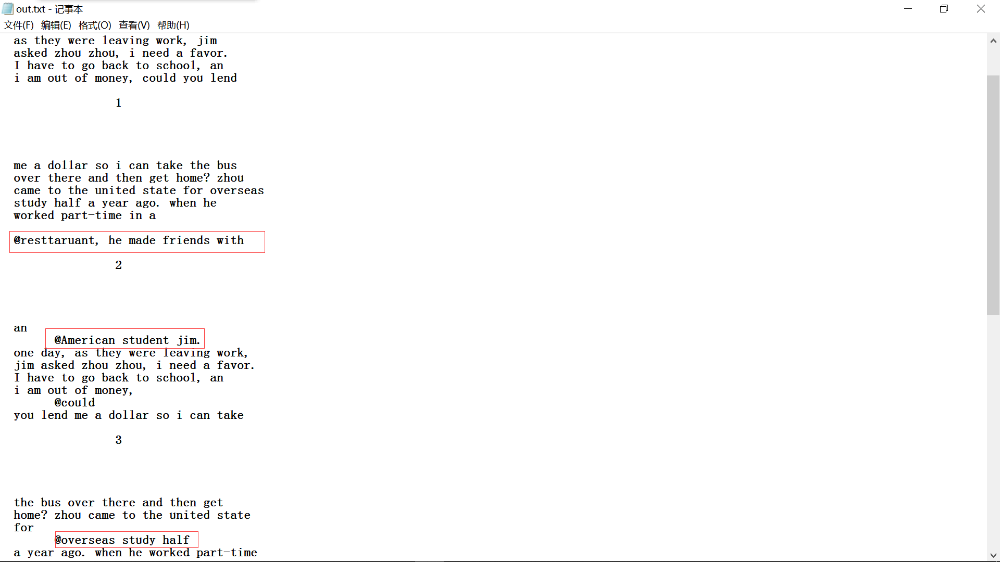 out.txt - 记事本
文件(F) 编辑(E) 格式(O) 查看(V) 帮助(H)
as they were leaving work, jim
asked zhou zhou, i need a favor.
I have to go back to school, an
i am out of money, could you lend
1
me a dollar so i can take the bus
over there and then get home? zhou
came to the united state for overseas
study half a year ago. when he
worked part-time in a
@resttaruant, he made friends with
2
an
@American student jim.
one day, as they were leaving work,
jim asked zhou zhou, i need a favor.
I have to go back to school, an
i am out of money,
@could
you lend me a dollar so i can take
3
the bus over there and then get
home? zhou came to the united state
for
@overseas study half
a year ago. when he worked part-time